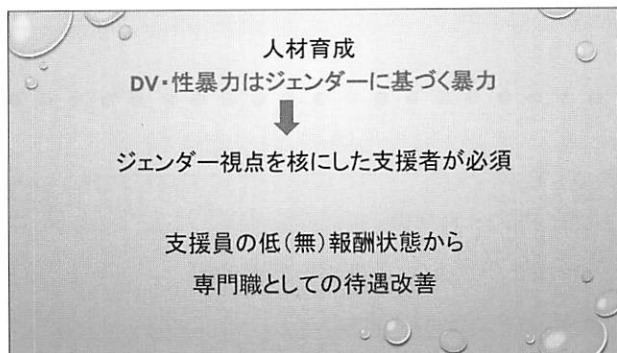 人材育成
DV・性暴力はジェンダーに基づく暴力
ジェンダー視点を核にした支援者が必須
支援員の低(無)報酬状態から
専門職としての待遇改善